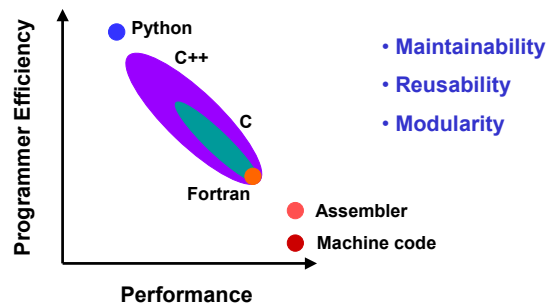 Programmer Efficiency
Python
C++
C
Fortran
Assembler
Machine code
Performance
• Maintainability
• Reusability
• Modularity